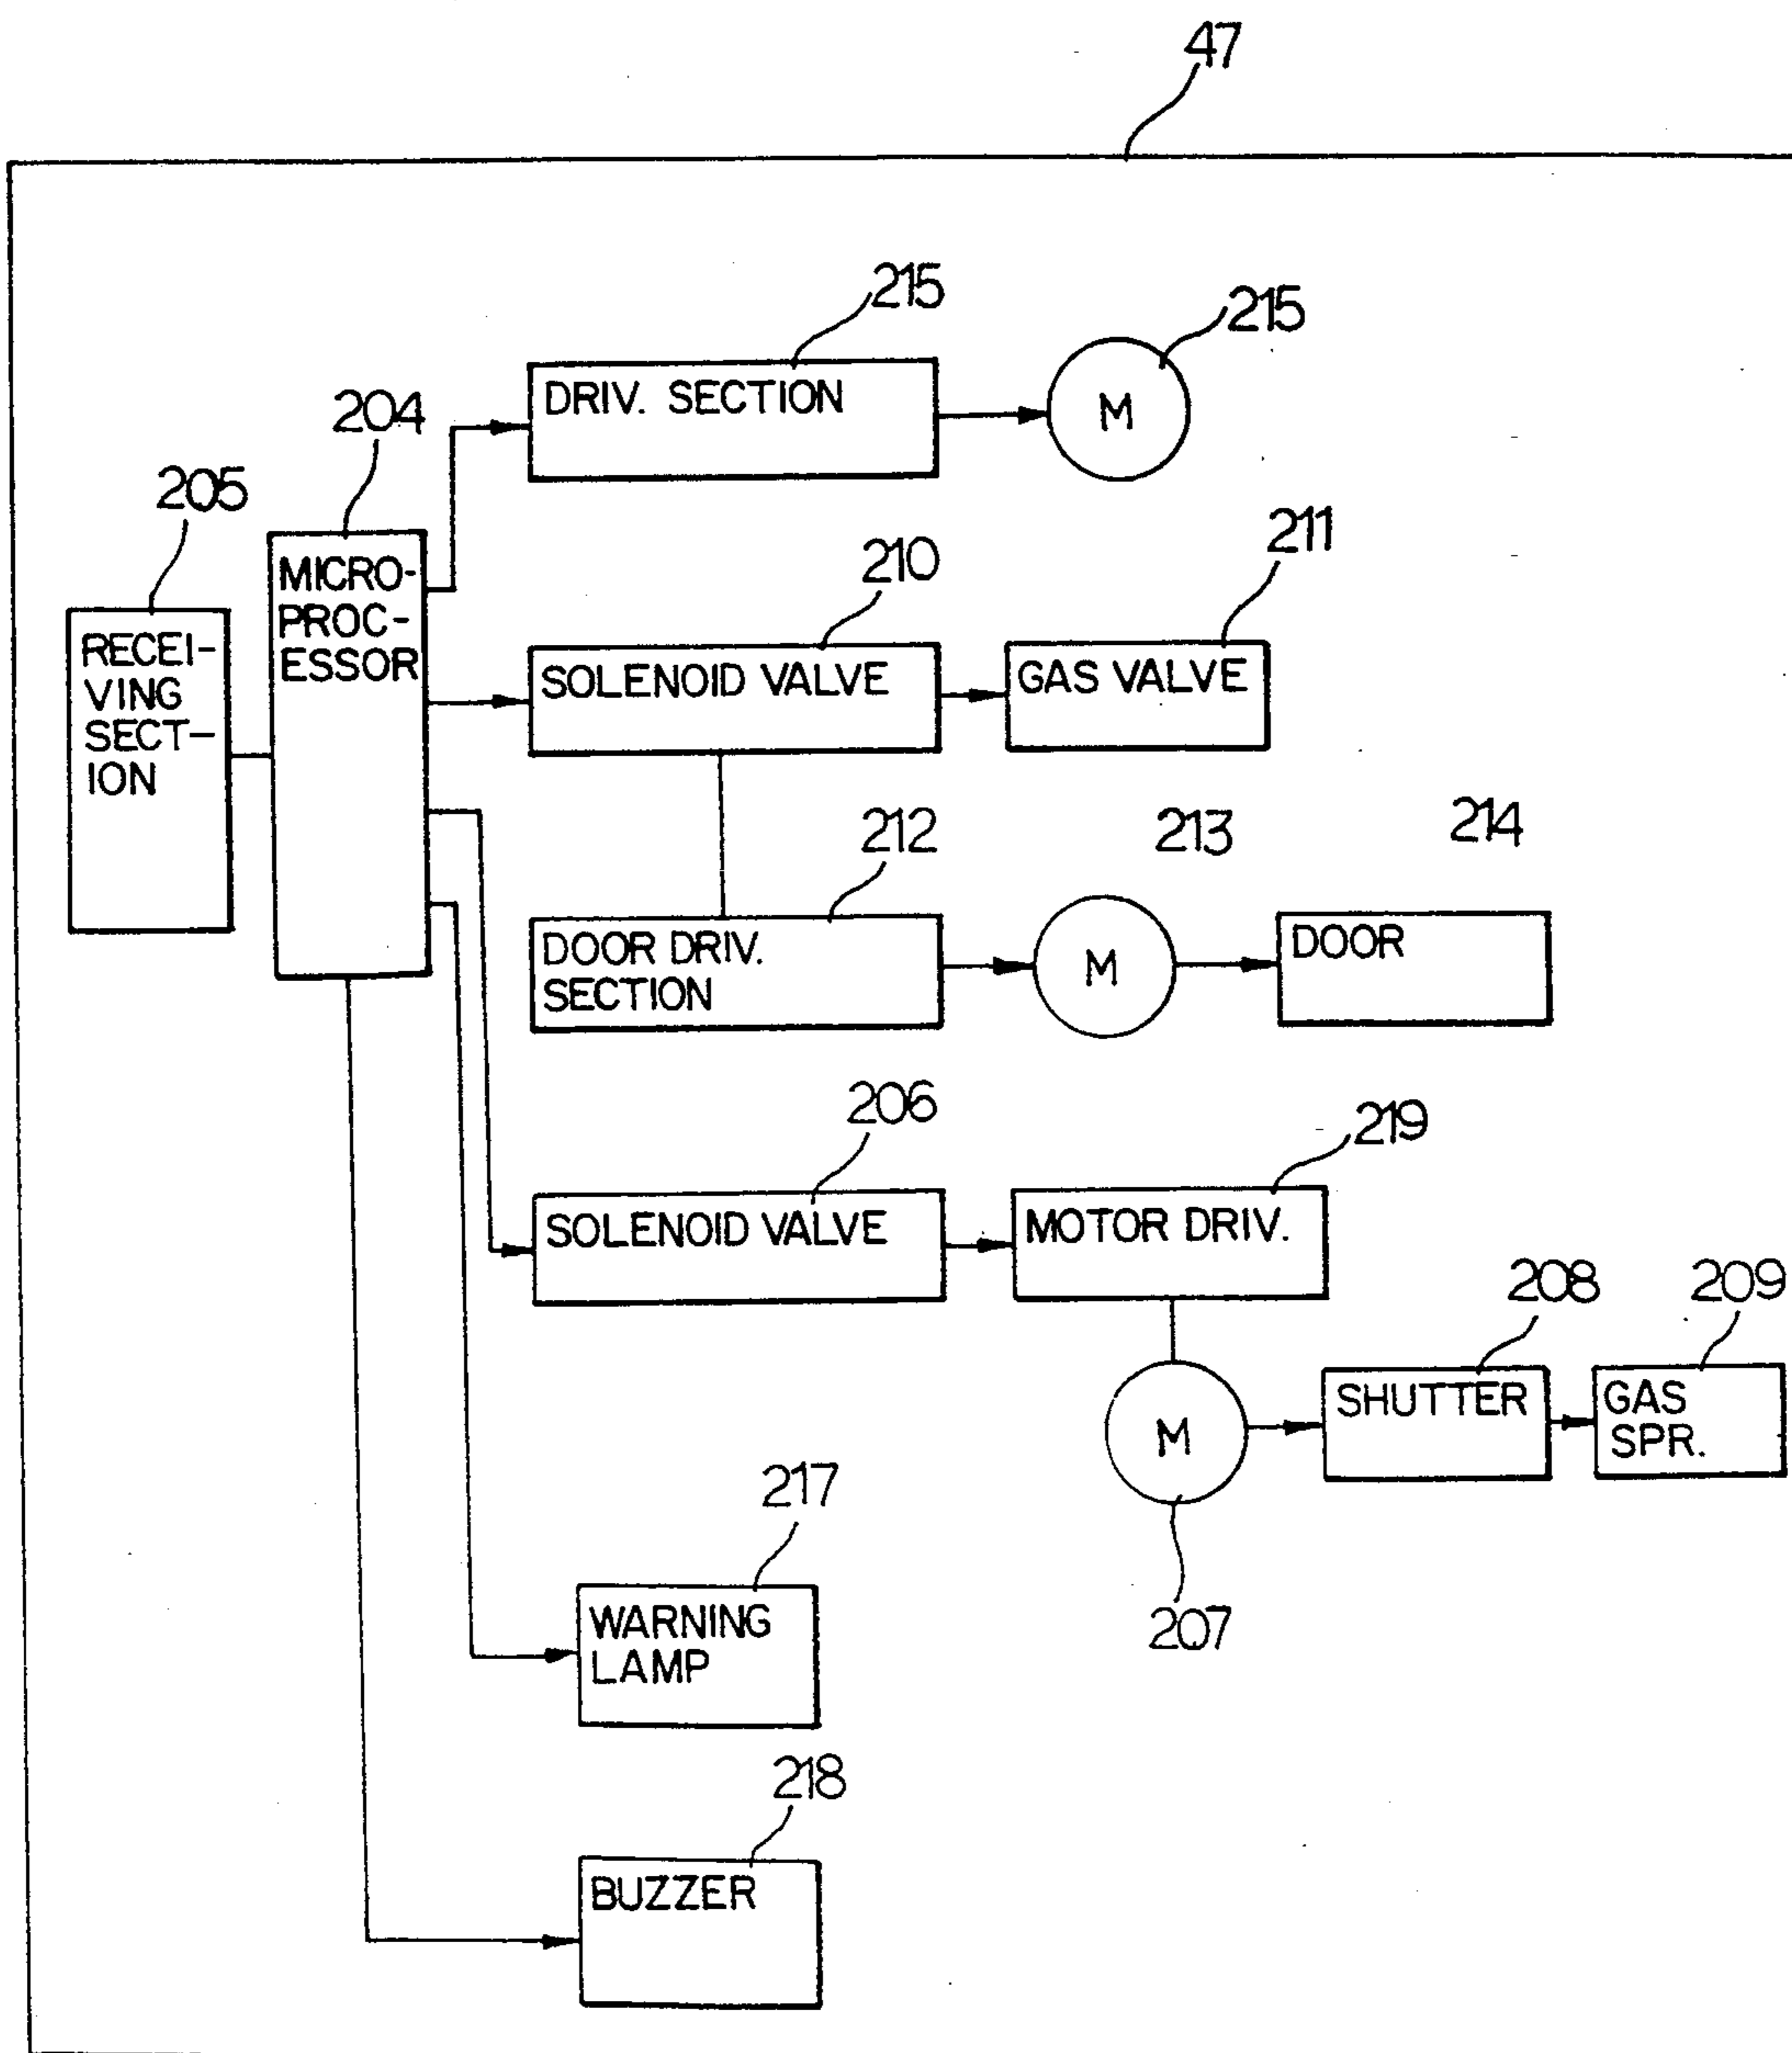 47
215
DRIV. SECTION
215
M
204
MICRO-
PROC-
ESSOR
205
RECEI-
VING
SECT-
ION
210
SOLENOID VALVE
211
GAS VALVE
212
DOOR DRIV.
SECTION
213
M
214
DOOR
206
SOLENOID VALVE
219
MOTOR DRIV.
208
SHUTTER
209
GAS
SPR.
M
207
217
WARNING
LAMP
218
BUZZER